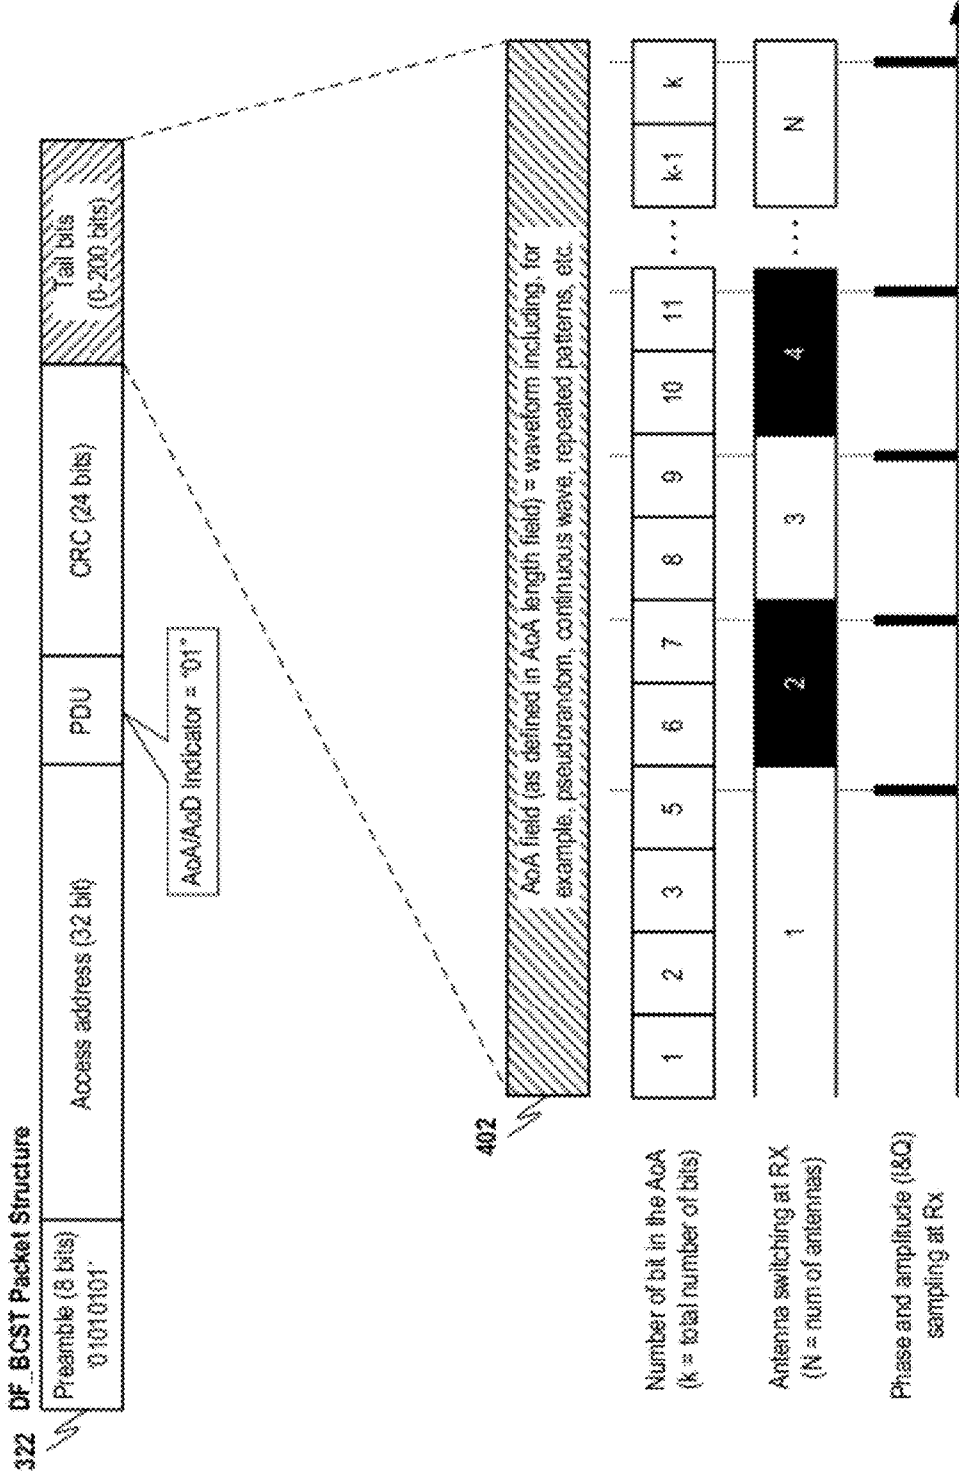 322 DF_BCST Packet Structure
Preamble (8 bits)
'01010101'
Access address (32 bit)
PDU
CRC (24 bits)
Tail bits
(0-200 bits)
AoA/AoD Indicator = "01"
402
AoA field (as defined in AoA length field) = waveform including, for
example, pseudorandom, continuous wave, repeated patterns, etc.
Number of bit in the AoA
(k = total number of bits)
1 2 3 5 6 7 8 9 10 11 ... k-1 k
Antenna switching at RX
(N = num of antennas)
1 2 3 4 ... N
Phase and amplitude (I&Q)
sampling at Rx